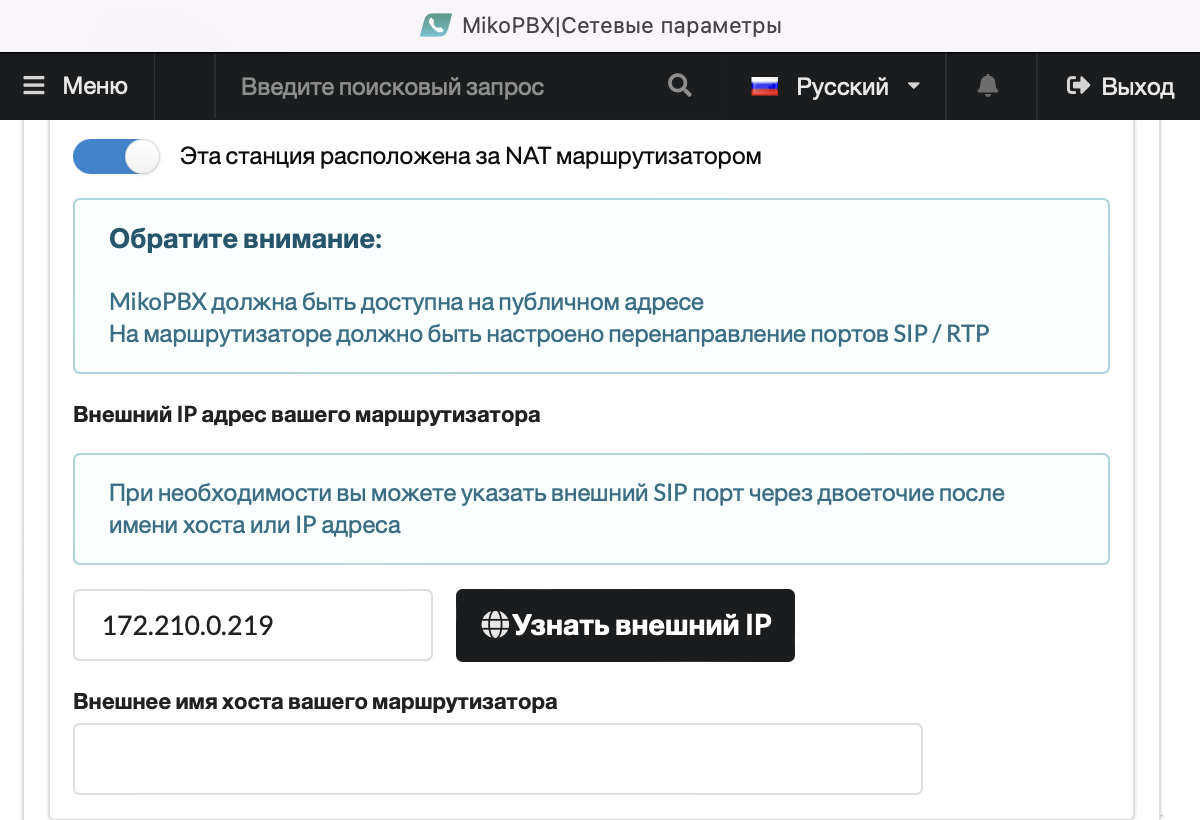 MikoPBX|Сетевые параметры
Меню
Введите поисковый запрос
Русский
Выход
Эта станция расположена за NAT маршрутизатором
Обратите внимание:
MikoPBX должна быть доступна на публичном адресе
На маршрутизаторе должно быть настроено перенаправление портов SIP / RTP
Внешний IP адрес вашего маршрутизатора
При необходимости вы можете указать внешний SIP порт через двоеточие после
имени хоста или IP адреса
172.210.0.219
Узнать внешний IP
Внешнее имя хоста вашего маршрутизатора